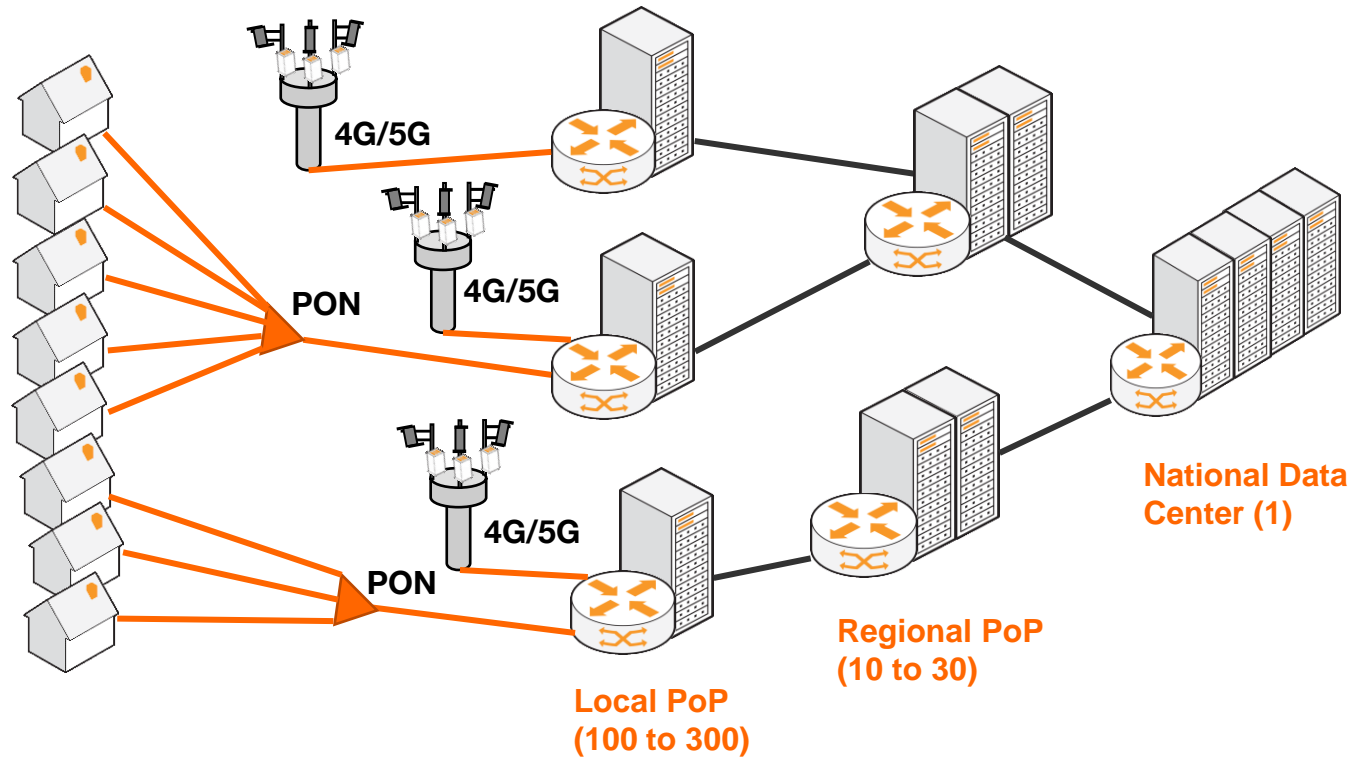 4G/5G
4G/5G
PON
4G/5G
PON
National Data
Center (1)
Regional PoP
(10 to 30)
Local PoP
(100 to 300)